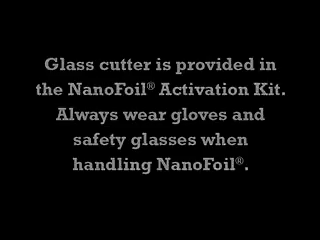 Glass cutter is provided in
the NanoFoil® Activation Kit.
Always wear gloves and
safety glasses when
handling NanoFoil®.